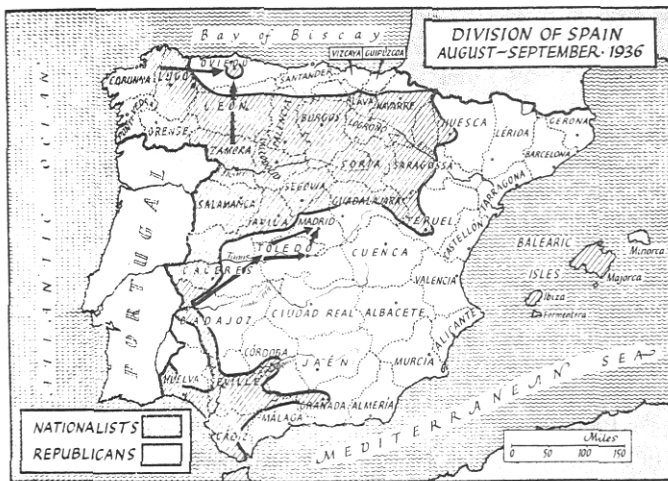 Bay of Biscay
DIVISION OF SPAIN
AUGUST–SEPTEMBER · 1936
VIZCAYA GUIPUZCOA
OVIEDO
SANTANDER
CORUNNA LUGO
LEON
PALENCIA
BURGOS
ALAVA
NAVARRE
LOGROÑO
HUESCA
LÉRIDA
GERONA
BARCELONA
ORENSE
ZAMORA
SORIA
SARAGOSSA
TARRAGONA
ATLANTIC OCEAN
PORTUGAL
SALAMANCA
SEGOVIA
AVILA
MADRID
GUADALAJARA
TERUEL
CASTELLON
TOLEDO
CUENCA
CACERES
VALENCIA
BALEARIC
ISLES
Minorca
Majorca
Ibiza
Formentera
BADAJOZ
CIUDAD REAL
ALBACETE
ALICANTE
CÓRDOBA
JAÉN
MURCIA
HUELVA
SEVILLE
GRANADA
ALMERIA
MALAGA
CADIZ
MEDITERRANEAN SEA
NATIONALISTS
REPUBLICANS
Miles
0 50 100 150